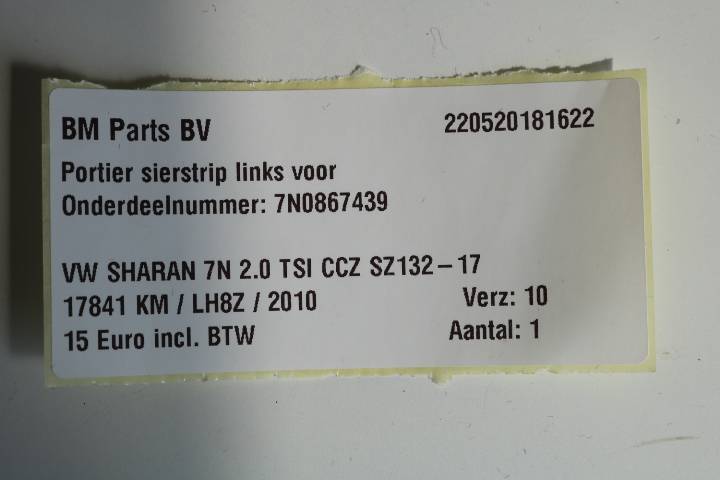 BM Parts BV 220520181622
Portier sierstrip links voor
Onderdeelnummer: 7N0867439
VW SHARAN 7N 2.0 TSI CCZ SZ132-17
17841 KM / LH8Z / 2010 Verz: 10
15 Euro incl. BTW Aantal: 1